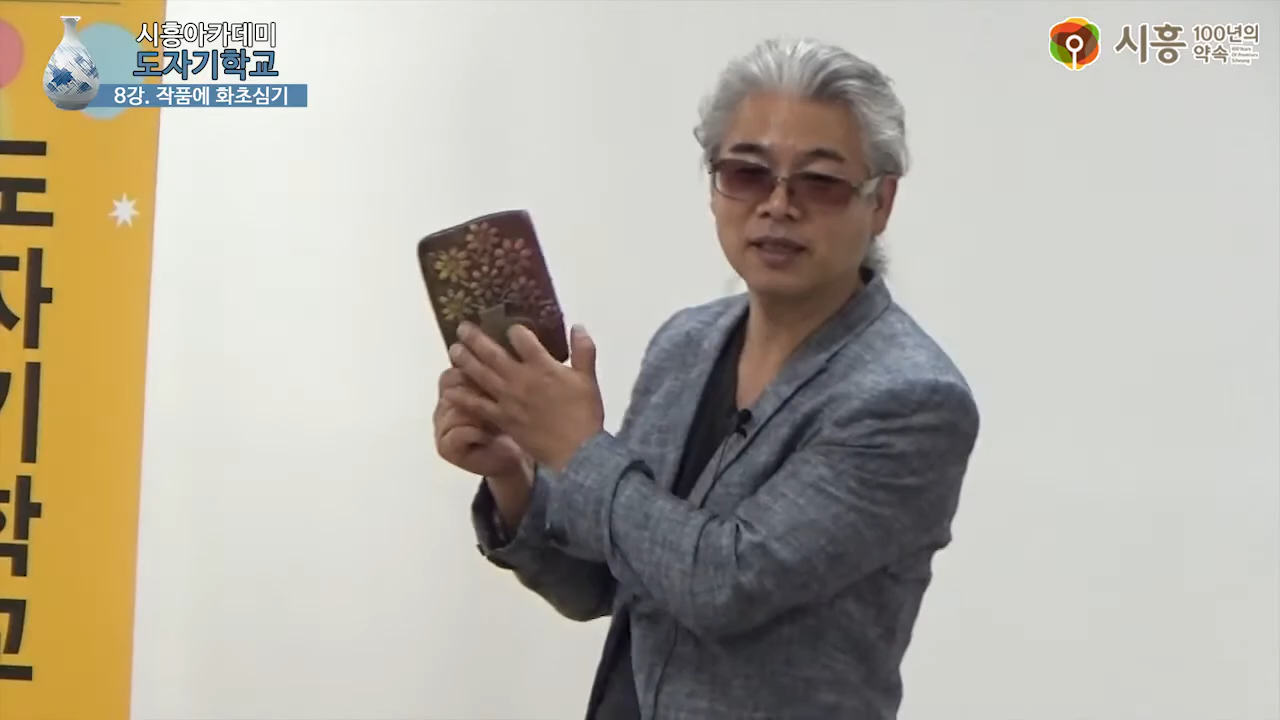 시흥아카데미
도자기학교
8강. 작품에 화초심기
시흥
100년의
약속
도
자
기
학
교